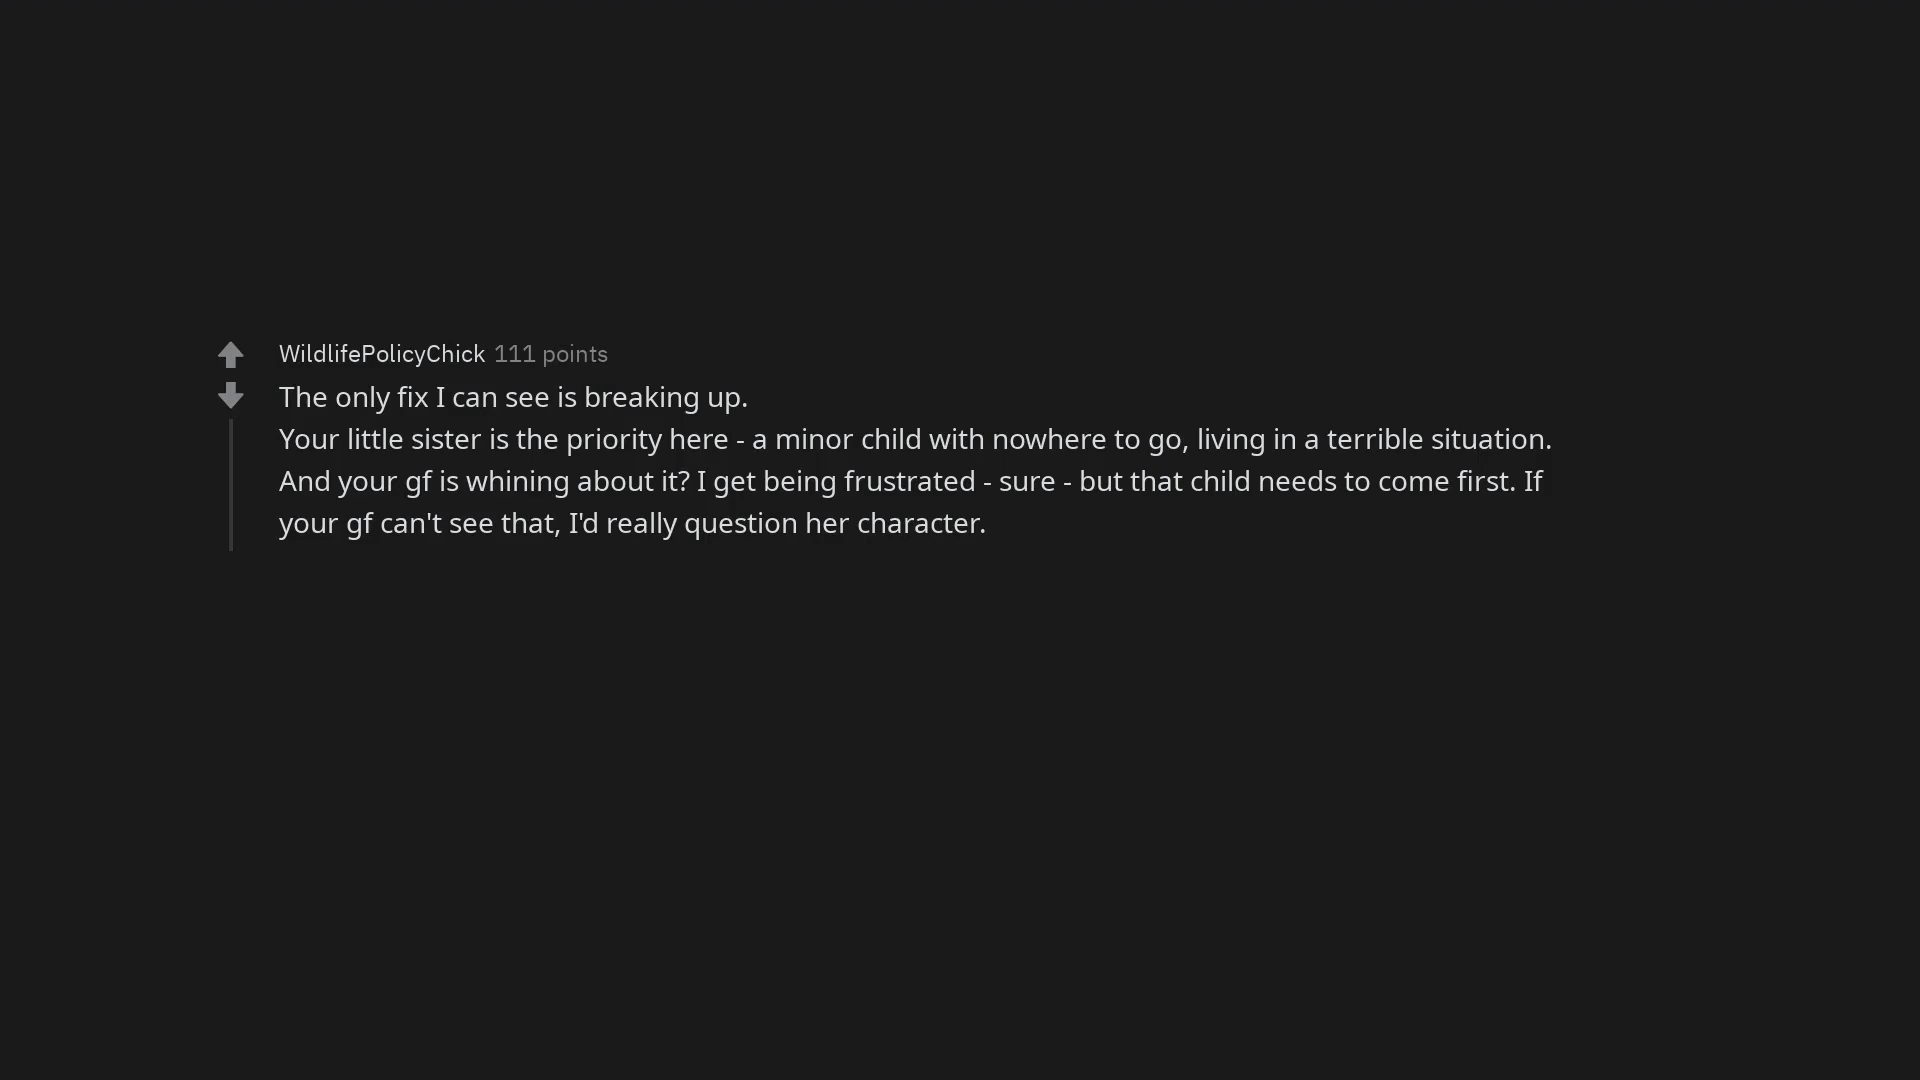 WildlifePolicyChick 111 points
The only fix I can see is breaking up.
Your little sister is the priority here - a minor child with nowhere to go, living in a terrible situation.
And your gf is whining about it? I get being frustrated - sure - but that child needs to come first. If
your gf can't see that, I'd really question her character.